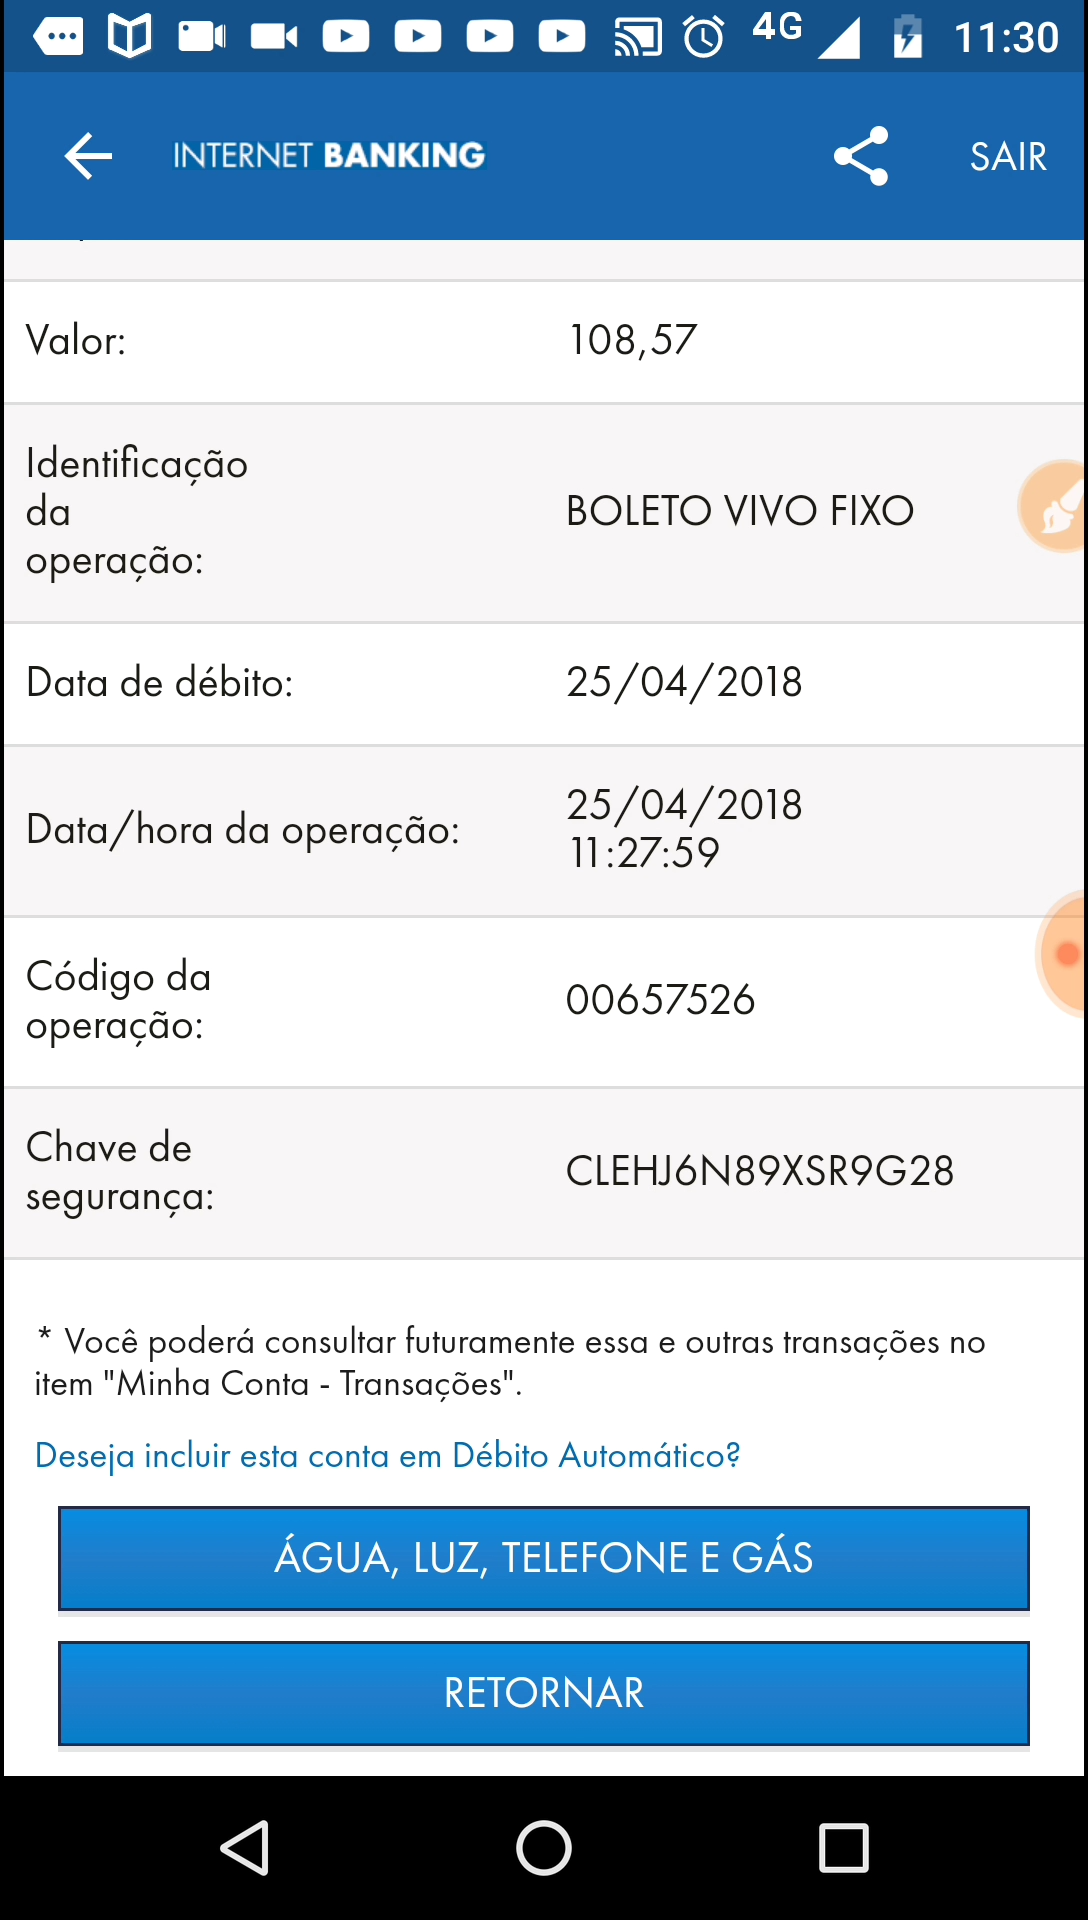 4G 11:30
INTERNET BANKING SAIR
Valor: 108,57
Identificação
da
operação:
BOLETO VIVO FIXO
Data de débito: 25/04/2018
Data/hora da operação:
25/04/2018
11:27:59
Código da
operação:
00657526
Chave de
segurança:
CLEHJ6N89XSR9G28
* Você poderá consultar futuramente essa e outras transações no
item "Minha Conta - Transações".
Deseja incluir esta conta em Débito Automático?
ÁGUA, LUZ, TELEFONE E GÁS
RETORNAR